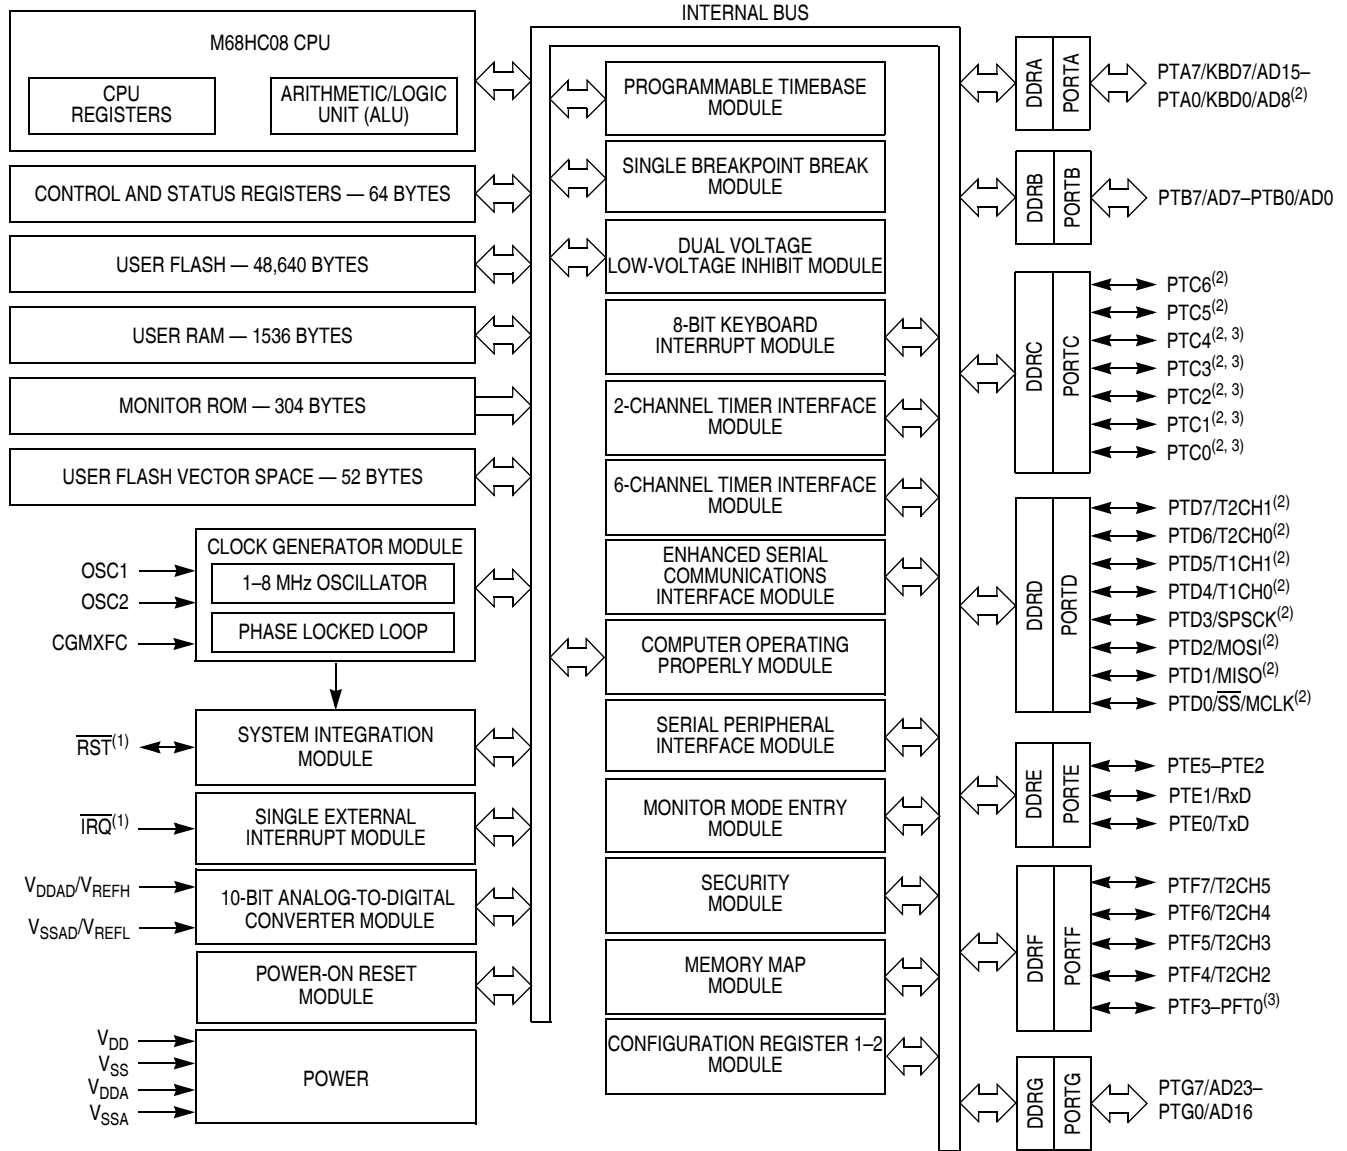 INTERNAL BUS
M68HC08 CPU
CPU
REGISTERS
ARITHMETIC/LOGIC
UNIT (ALU)
CONTROL AND STATUS REGISTERS — 64 BYTES
USER FLASH — 48,640 BYTES
USER RAM — 1536 BYTES
MONITOR ROM — 304 BYTES
USER FLASH VECTOR SPACE — 52 BYTES
CLOCK GENERATOR MODULE
1–8 MHz OSCILLATOR
PHASE LOCKED LOOP
OSC1
OSC2
CGMXFC
SYSTEM INTEGRATION
MODULE
RST(1)
SINGLE EXTERNAL
INTERRUPT MODULE
IRQ(1)
10-BIT ANALOG-TO-DIGITAL
CONVERTER MODULE
VDDAD/VREFH
VSSAD/VREFL
POWER-ON RESET
MODULE
POWER
VDD
VSS
VDDA
VSSA
PROGRAMMABLE TIMEBASE
MODULE
SINGLE BREAKPOINT BREAK
MODULE
DUAL VOLTAGE
LOW-VOLTAGE INHIBIT MODULE
8-BIT KEYBOARD
INTERRUPT MODULE
2-CHANNEL TIMER INTERFACE
MODULE
6-CHANNEL TIMER INTERFACE
MODULE
ENHANCED SERIAL
COMMUNICATIONS
INTERFACE MODULE
COMPUTER OPERATING
PROPERLY MODULE
SERIAL PERIPHERAL
INTERFACE MODULE
MONITOR MODE ENTRY
MODULE
SECURITY
MODULE
MEMORY MAP
MODULE
CONFIGURATION REGISTER 1–2
MODULE
DDRA
PORTA
PTA7/KBD7/AD15–
PTA0/KBD0/AD8(2)
DDRB
PORTB
PTB7/AD7–PTB0/AD0
DDRC
PORTC
PTC6(2)
PTC5(2)
PTC4(2, 3)
PTC3(2, 3)
PTC2(2, 3)
PTC1(2, 3)
PTC0(2, 3)
DDRD
PORTD
PTD7/T2CH1(2)
PTD6/T2CH0(2)
PTD5/T1CH1(2)
PTD4/T1CH0(2)
PTD3/SPSCK(2)
PTD2/MOSI(2)
PTD1/MISO(2)
PTD0/SS/MCLK(2)
DDRE
PORTE
PTE5–PTE2
PTE1/RxD
PTE0/TxD
DDRF
PORTF
PTF7/T2CH5
PTF6/T2CH4
PTF5/T2CH3
PTF4/T2CH2
PTF3–PFT0(3)
DDRG
PORTG
PTG7/AD23–
PTG0/AD16